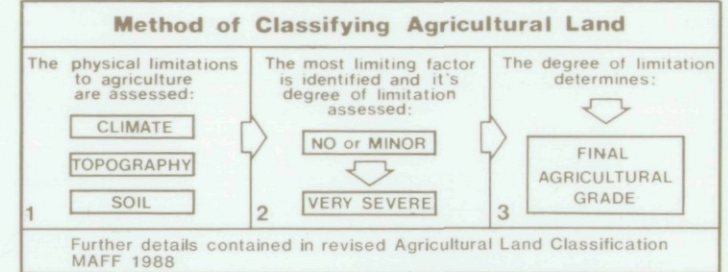 Method of Classifying Agricultural Land
The physical limitations
to agriculture
are assessed:
CLIMATE
TOPOGRAPHY
SOIL
1
The most limiting factor
is identified and it's
degree of limitation
assessed:
NO or MINOR
VERY SEVERE
2
The degree of limitation
determines:
FINAL
AGRICULTURAL
GRADE
3
Further details contained in revised Agricultural Land Classification
MAFF 1988